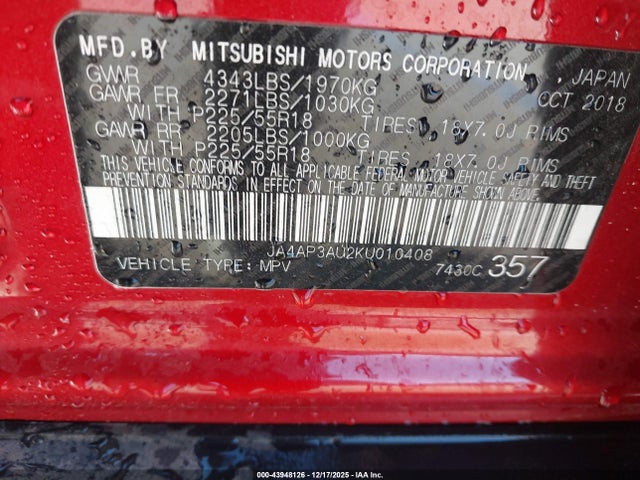 MFD.BY MITSUBISHI MOTORS CORPORATION, JAPAN
GVWR 4343LBS/1970KG OCT 2018
GAWR FR 2271LBS/1030KG
WITH P225/55R18 TIRES, 18X7.0J RIMS
GAWR RR 2205LBS/1000KG
WITH P225/55R18 TIRES, 18X7.0J RIMS
THIS VEHICLE CONFORMS TO ALL APPLICABLE FEDERAL MOTOR VEHICLE SAFETY AND THEFT
PREVENTION STANDARDS IN EFFECT ON THE DATE OF MANUFACTURE SHOWN ABOVE.
JA4AP3AU2KU010408
VEHICLE TYPE: MPV 7430C 357
000-43948126 - 12/17/2025 - IAA Inc.